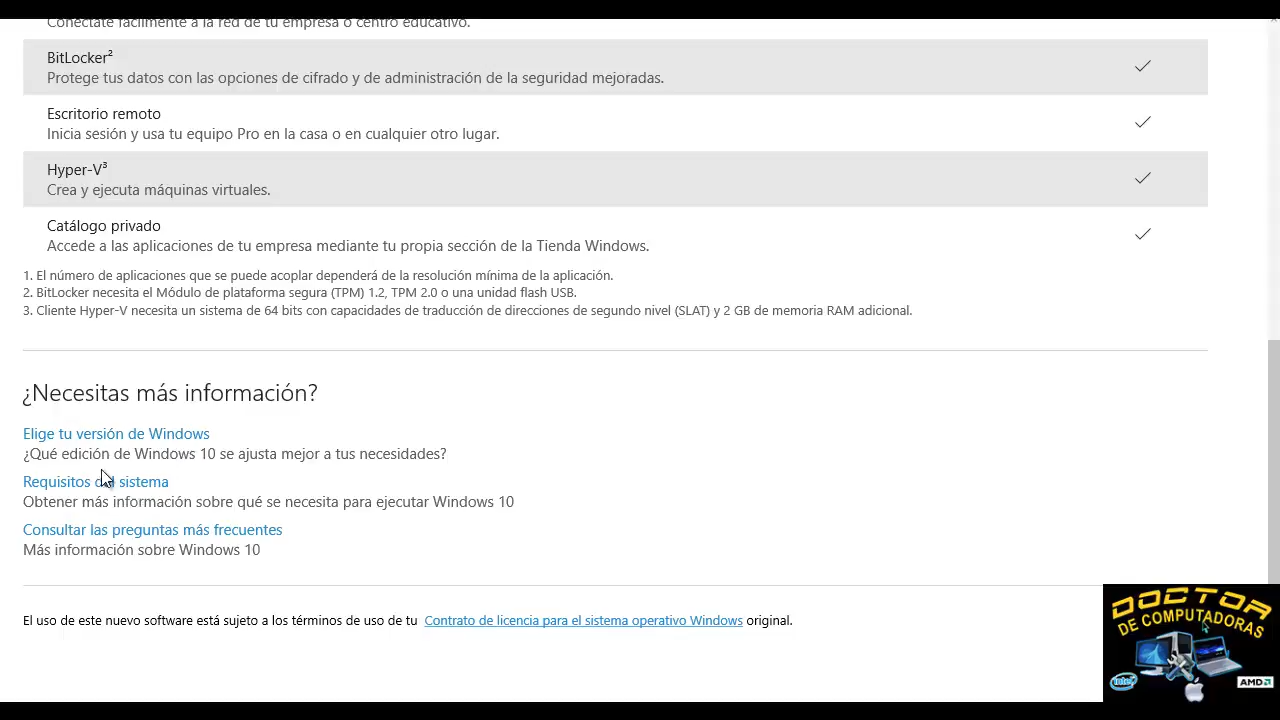 Conéctate fácilmente a la red de tu empresa o centro educativo.
BitLocker²
Protege tus datos con las opciones de cifrado y de administración de la seguridad mejoradas.
Escritorio remoto
Inicia sesión y usa tu equipo Pro en la casa o en cualquier otro lugar.
Hyper-V³
Crea y ejecuta máquinas virtuales.
Catálogo privado
Accede a las aplicaciones de tu empresa mediante tu propia sección de la Tienda Windows.
1. El número de aplicaciones que se puede acoplar dependerá de la resolución mínima de la aplicación.
2. BitLocker necesita el Módulo de plataforma segura (TPM) 1.2, TPM 2.0 o una unidad flash USB.
3. Cliente Hyper-V necesita un sistema de 64 bits con capacidades de traducción de direcciones de segundo nivel (SLAT) y 2 GB de memoria RAM adicional.
¿Necesitas más información?
Elige tu versión de Windows
¿Qué edición de Windows 10 se ajusta mejor a tus necesidades?
Requisitos del sistema
Obtener más información sobre qué se necesita para ejecutar Windows 10
Consultar las preguntas más frecuentes
Más información sobre Windows 10
El uso de este nuevo software está sujeto a los términos de uso de tu Contrato de licencia para el sistema operativo Windows original.
DOCTOR
DE COMPUTADORAS
intel
AMD